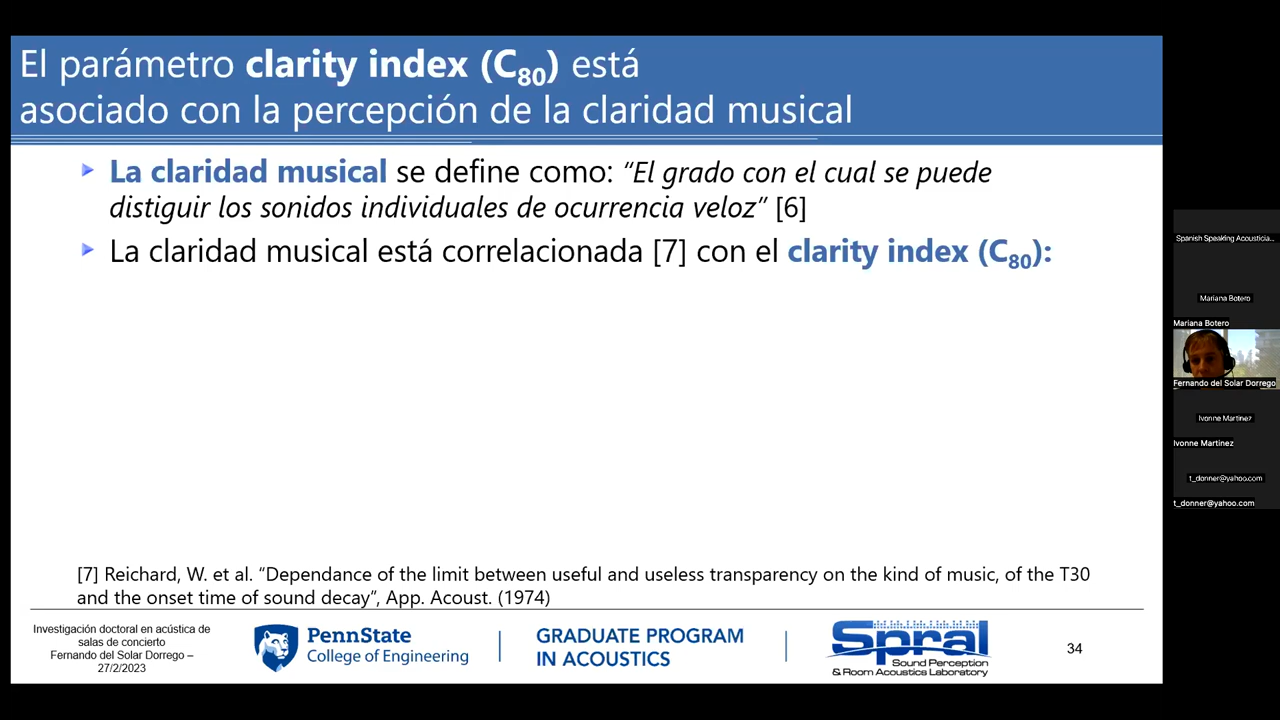 El parámetro clarity index (C80) está
asociado con la percepción de la claridad musical
La claridad musical se define como: “El grado con el cual se puede
distiguir los sonidos individuales de ocurrencia veloz” [6]
La claridad musical está correlacionada [7] con el clarity index (C80):
[7] Reichard, W. et al. “Dependance of the limit between useful and useless transparency on the kind of music, of the T30
and the onset time of sound decay”, App. Acoust. (1974)
Investigación doctoral en acústica de
salas de concierto
Fernando del Solar Dorrego –
27/2/2023
PennState
College of Engineering
GRADUATE PROGRAM
IN ACOUSTICS
Spral
Sound Perception
& Room Acoustics Laboratory
34
Spanish Speaking Acousticia...
Mariana Botero
Mariana Botero
Fernando del Solar Dorrego
Ivonne Martinez
Ivonne Martinez
t_donner@yahoo.com
t_donner@yahoo.com